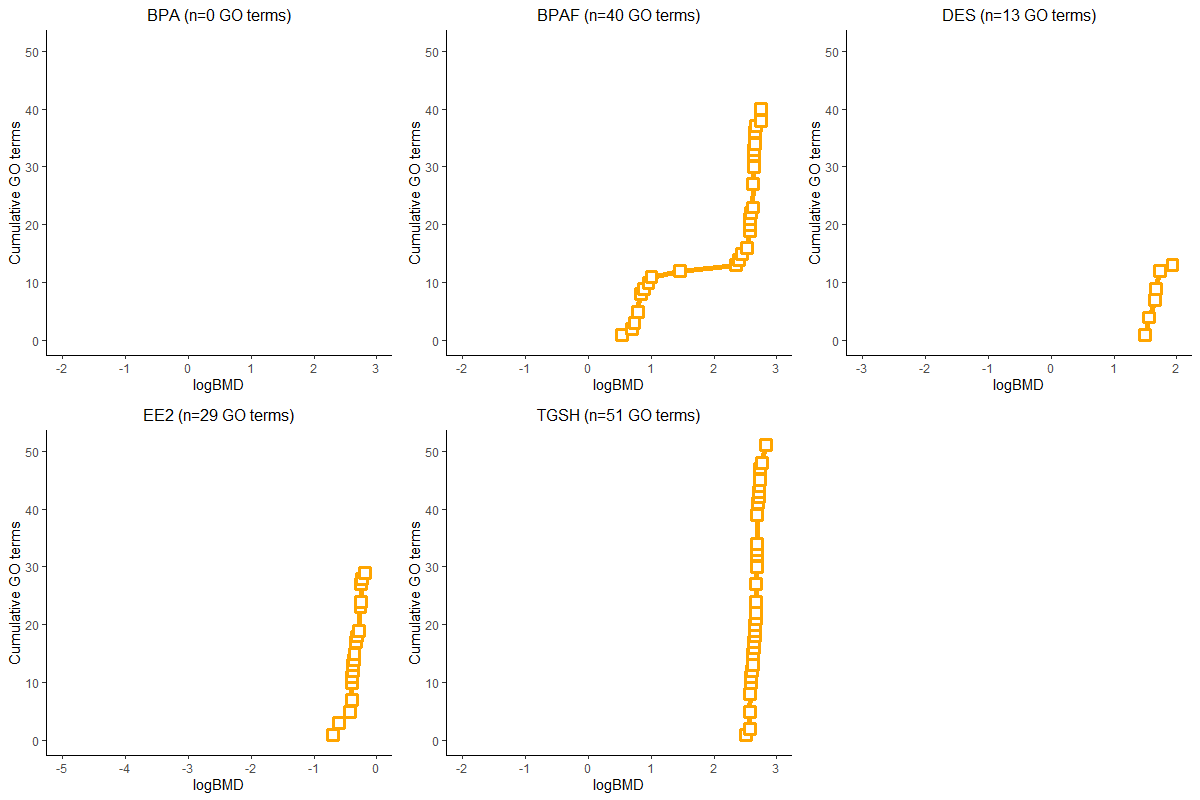 BPA (n=0 GO terms)
Cumulative GO terms
50
40
30
20
10
0
-2 -1 0 1 2 3
logBMD
BPAF (n=40 GO terms)
Cumulative GO terms
50
40
30
20
10
0
-2 -1 0 1 2 3
logBMD
DES (n=13 GO terms)
Cumulative GO terms
50
40
30
20
10
0
-3 -2 -1 0 1 2
logBMD
EE2 (n=29 GO terms)
Cumulative GO terms
50
40
30
20
10
0
-5 -4 -3 -2 -1 0
logBMD
TGSH (n=51 GO terms)
Cumulative GO terms
50
40
30
20
10
0
-2 -1 0 1 2 3
logBMD